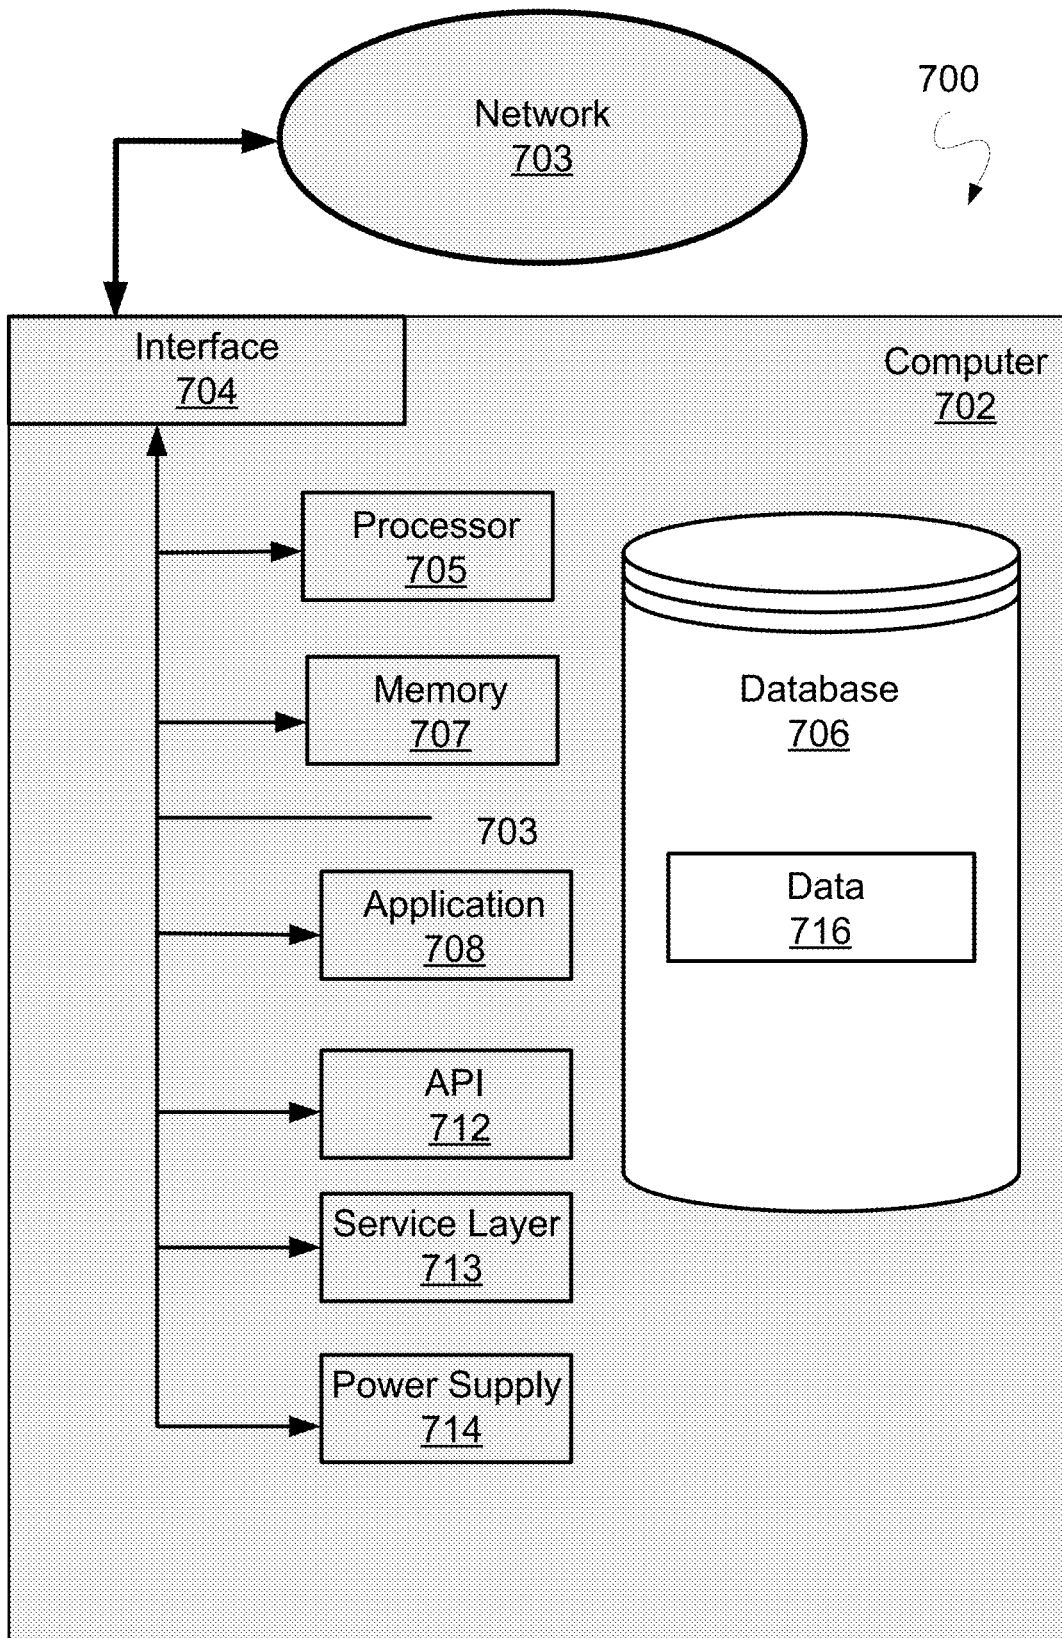 700
Network
703
Interface
704
Computer
702
Processor
705
Memory
707
Database
706
703
Application
708
Data
716
API
712
Service Layer
713
Power Supply
714